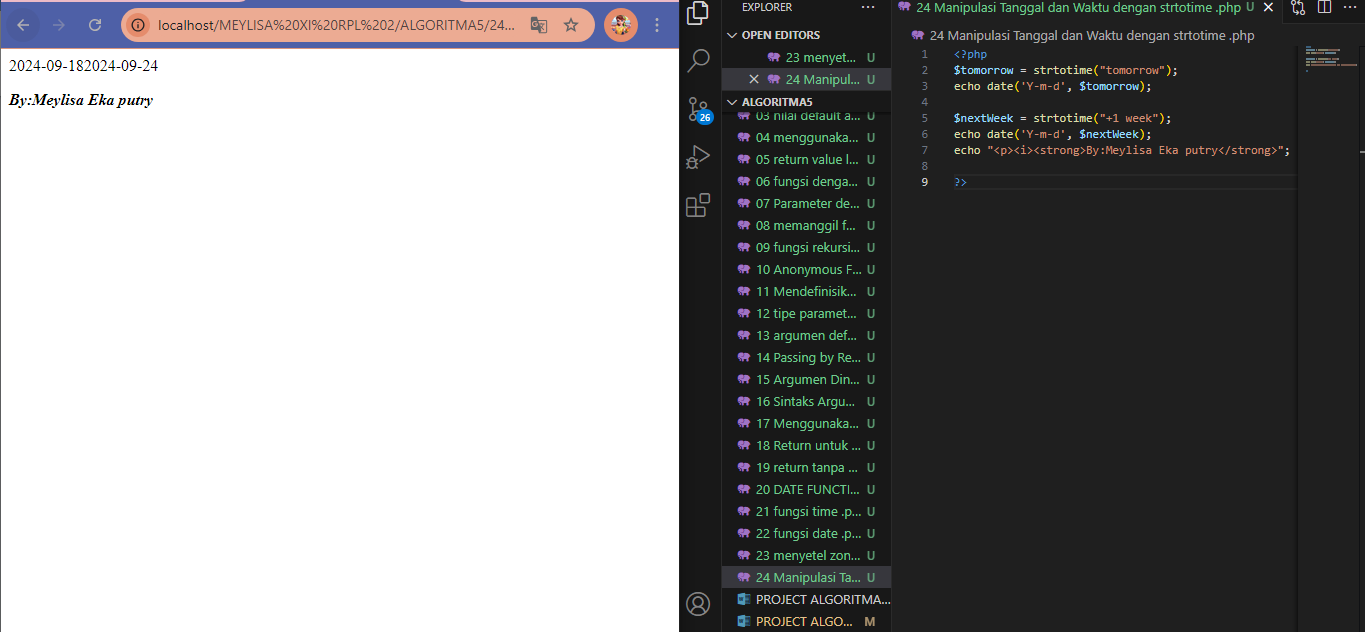 localhost/MEYLISA%20XI%20RPL%202/ALGORITMA5/24...
2024-09-182024-09-24
By:Meylisa Eka putry
26
EXPLORER
OPEN EDITORS
23 menyet... U
24 Manipul... U
ALGORITMA5
03 nilai default a... U
04 menggunaka... U
05 return value l... U
06 fungsi denga... U
07 Parameter de... U
08 memanggil f... U
09 fungsi rekursi... U
10 Anonymous F... U
11 Mendefinisik... U
12 tipe paramet... U
13 argumen def... U
14 Passing by Re... U
15 Argumen Din... U
16 Sintaks Argu... U
17 Menggunaka... U
18 Return untuk ... U
19 return tanpa ... U
20 DATE FUNCTI... U
21 fungsi time .p... U
22 fungsi date .p... U
23 menyetel zon... U
24 Manipulasi Ta... U
PROJECT ALGORITMA...
PROJECT ALGO... M
24 Manipulasi Tanggal dan Waktu dengan strtotime .php U
24 Manipulasi Tanggal dan Waktu dengan strtotime .php
1 <?php
2 $tomorrow = strtotime("tomorrow");
3 echo date('Y-m-d', $tomorrow);
4
5 $nextWeek = strtotime("+1 week");
6 echo date('Y-m-d', $nextWeek);
7 echo "<p><i><strong>By:Meylisa Eka putry</strong>";
8
9 ?>